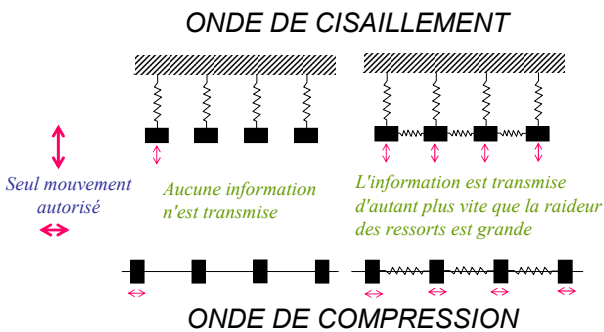 ONDE DE CISAILLEMENT
Seul mouvement
autorisé
Aucune information
n'est transmise
L'information est transmise
d'autant plus vite que la raideur
des ressorts est grande
ONDE DE COMPRESSION